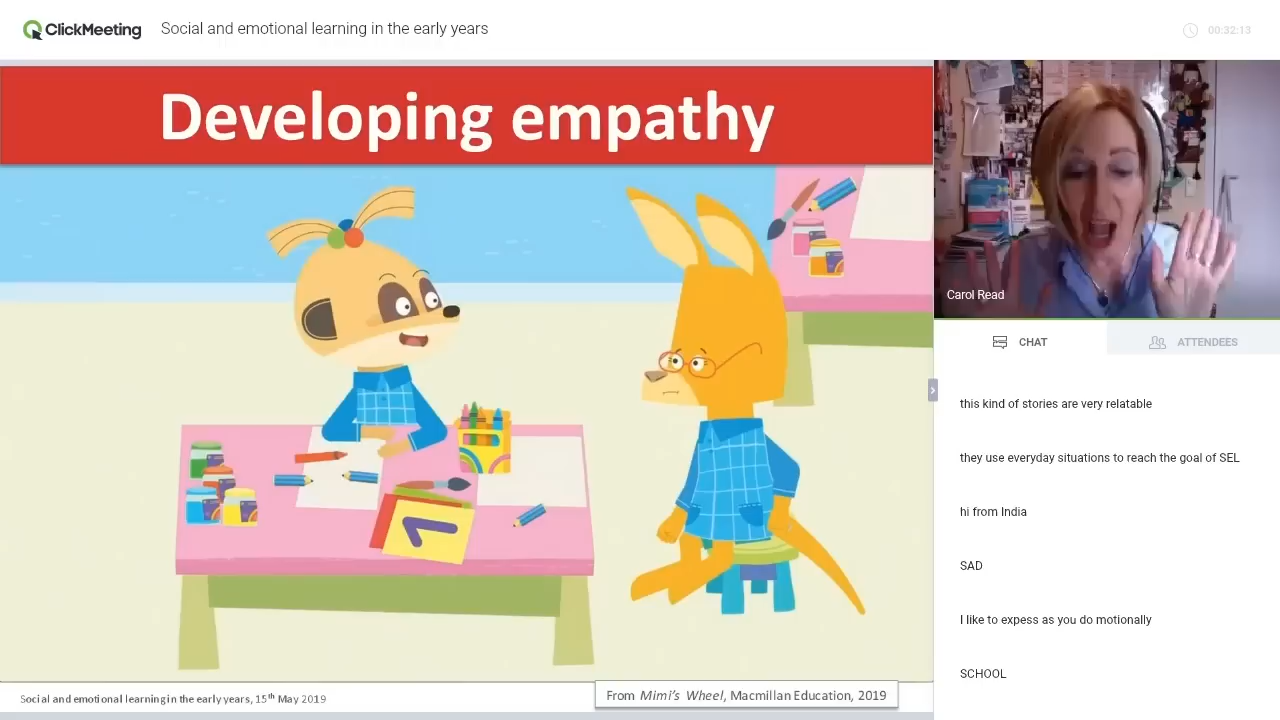 ClickMeeting
Social and emotional learning in the early years
00:32:13
Developing empathy
Carol Read
CHAT
ATTENDEES
this kind of stories are very relatable
they use everyday situations to reach the goal of SEL
hi from India
SAD
I like to expess as you do motionally
SCHOOL
Social and emotional learning in the early years, 15th May 2019
From Mimi's Wheel, Macmillan Education, 2019